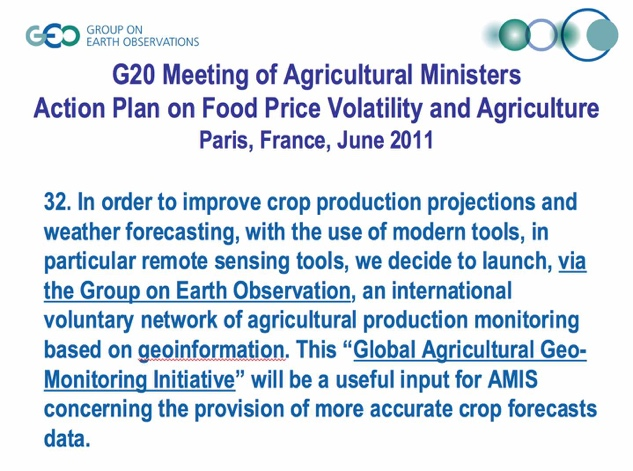 GEO GROUP ON
EARTH OBSERVATIONS
G20 Meeting of Agricultural Ministers
Action Plan on Food Price Volatility and Agriculture
Paris, France, June 2011
32. In order to improve crop production projections and
weather forecasting, with the use of modern tools, in
particular remote sensing tools, we decide to launch, via
the Group on Earth Observation, an international
voluntary network of agricultural production monitoring
based on geoinformation. This “Global Agricultural Geo-
Monitoring Initiative” will be a useful input for AMIS
concerning the provision of more accurate crop forecasts
data.